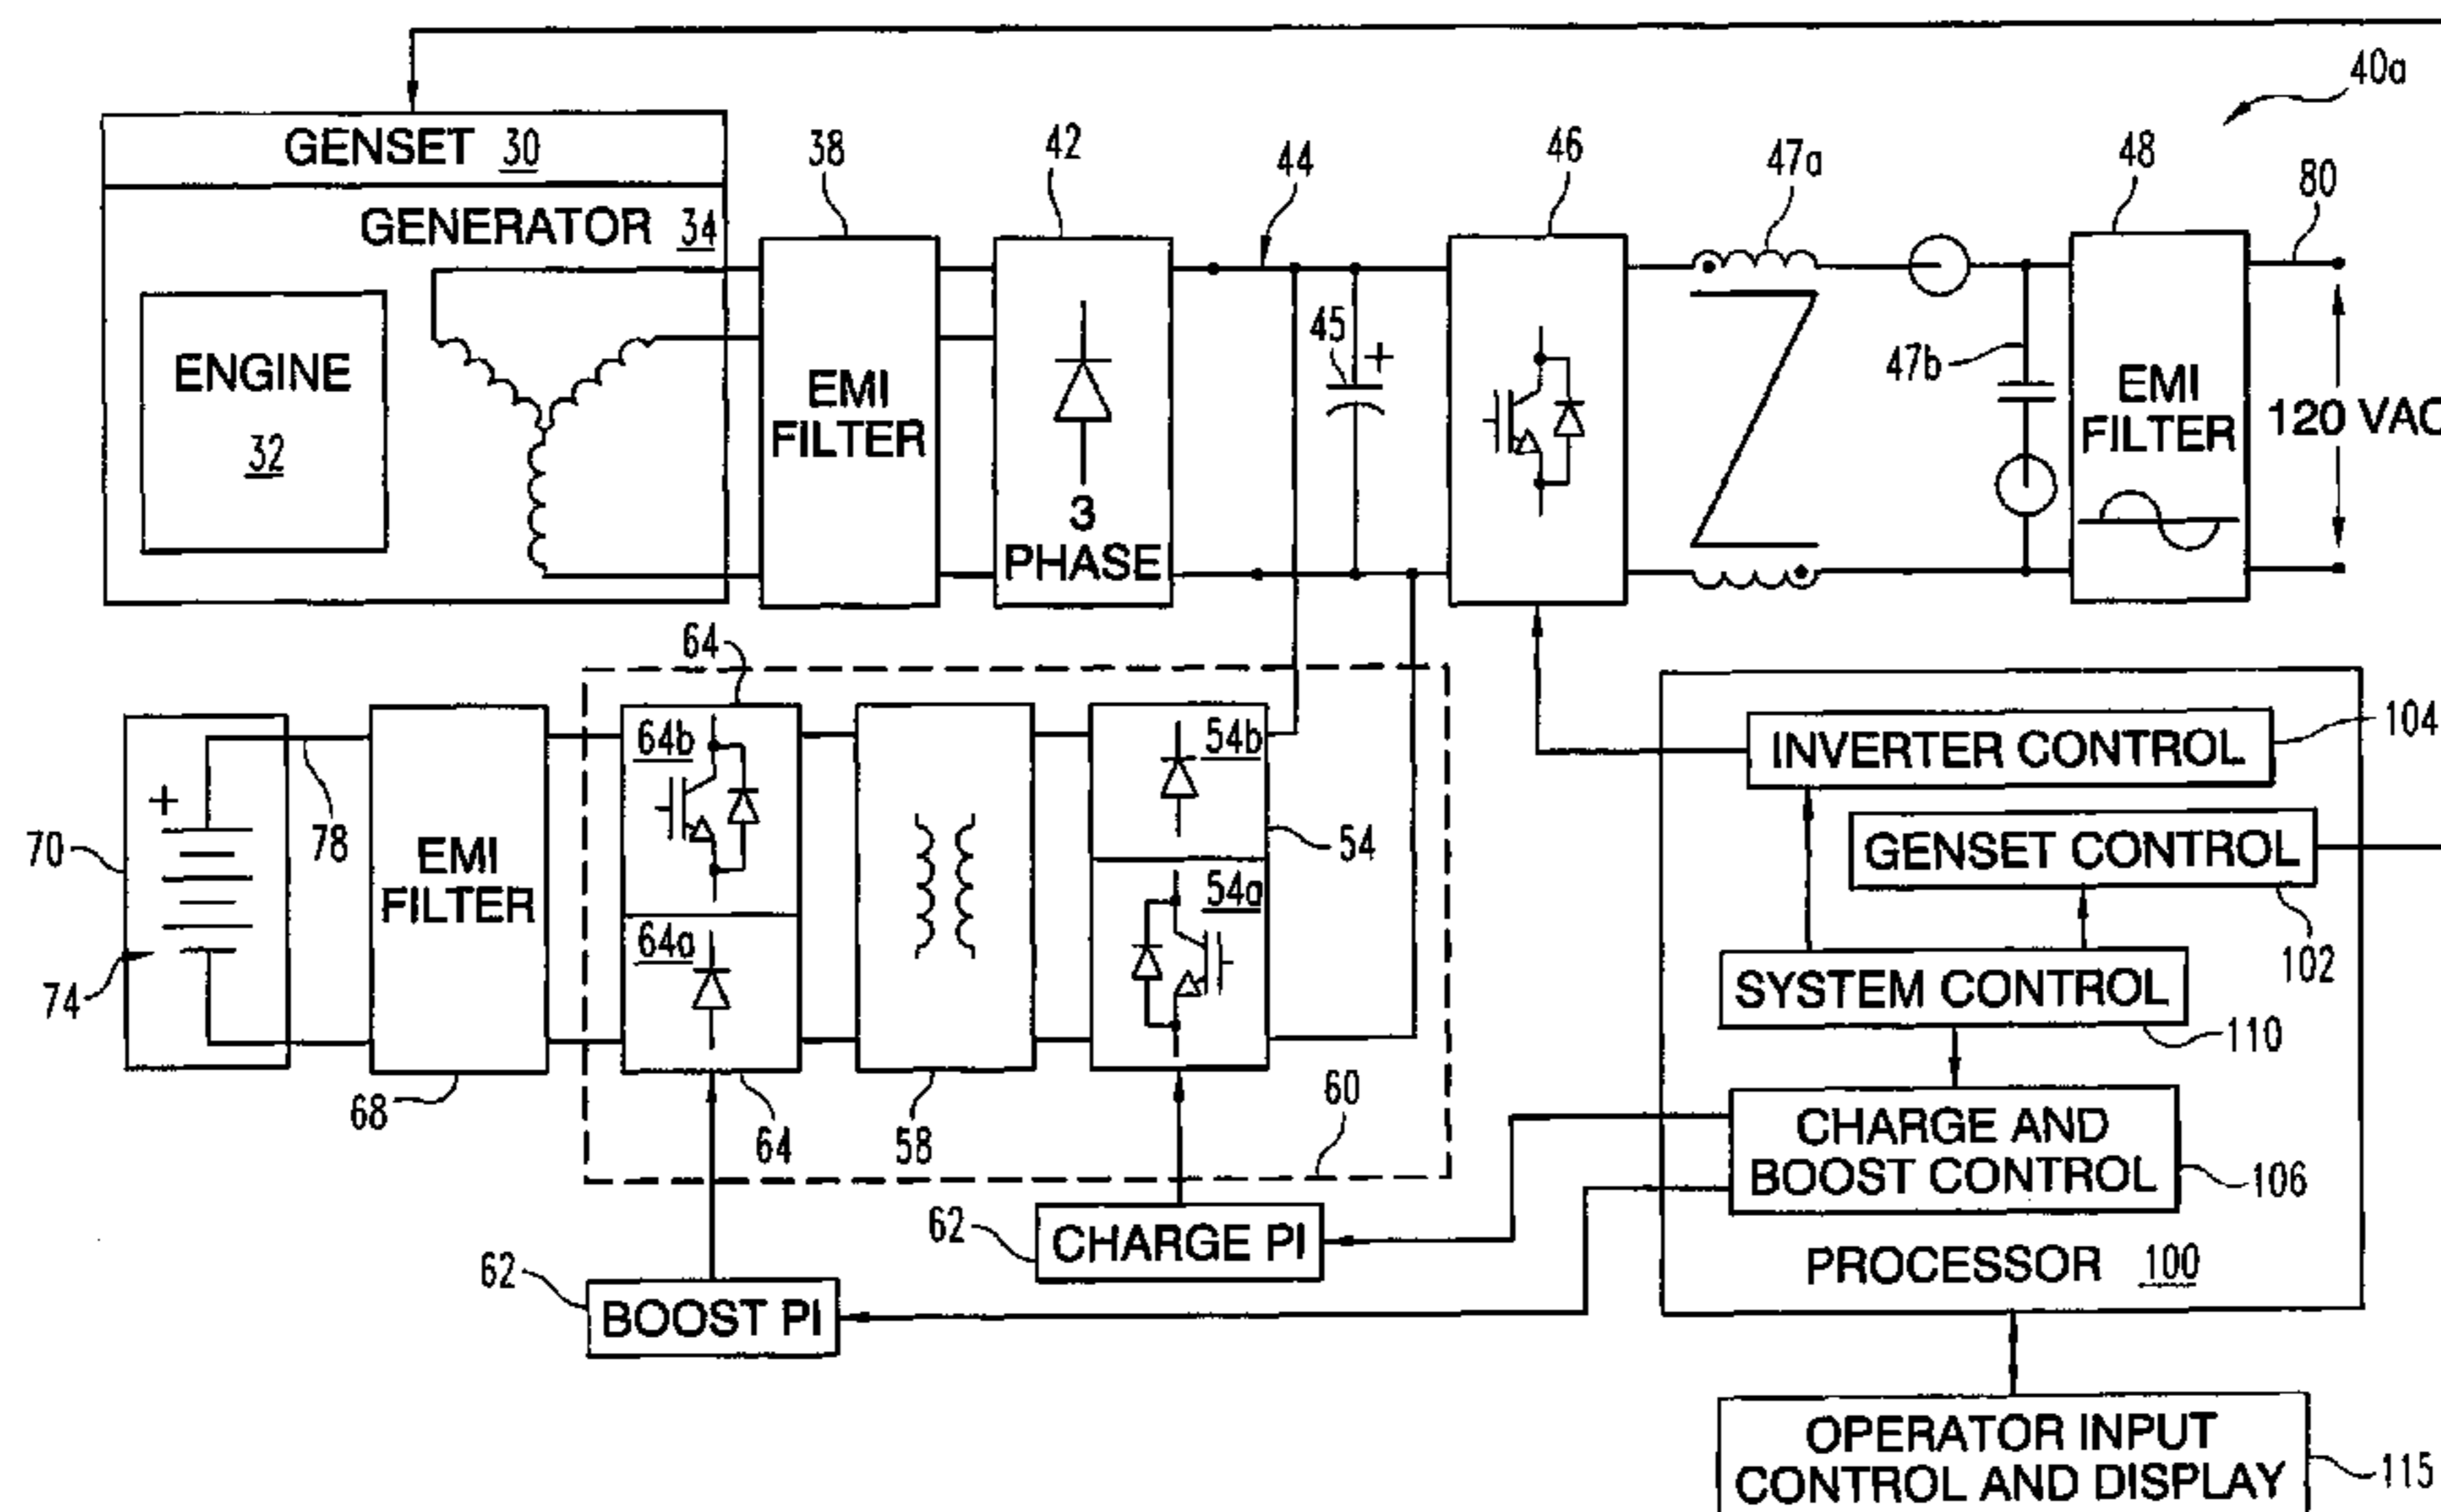 40a
GENSET 30
38
42
44
46
47a
48
80
GENERATOR 34
ENGINE
32
EMI
FILTER
3
PHASE
45
+
47b
EMI
FILTER
120 VAC
64
64b
54b
INVERTER CONTROL
104
+
78
70
EMI
FILTER
54
GENSET CONTROL
64a
54a
102
74
SYSTEM CONTROL
110
68
64
58
60
CHARGE AND
BOOST CONTROL
106
62
CHARGE PI
PROCESSOR 100
62
BOOST PI
OPERATOR INPUT
CONTROL AND DISPLAY
115